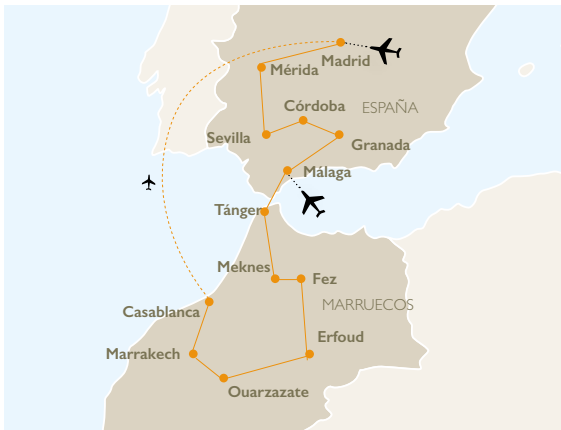 Madrid
Mérida
Córdoba
ESPAÑA
Sevilla
Granada
Málaga
Tánger
Meknes
Fez
MARRUECOS
Casablanca
Erfoud
Marrakech
Ouarzazate